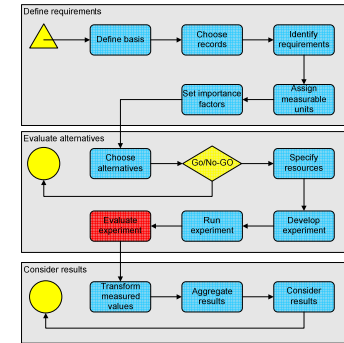 Define requirements
Define basis
Choose
records
Identify
requirements
Set importance
factors
Assign
measurable
units
Evaluate alternatives
Choose
alternatives
Go/No-GO
Specify
resources
Evaluate
experiment
Run
experiment
Develop
experiment
Consider results
Transform
measured
values
Aggregate
results
Consider
results